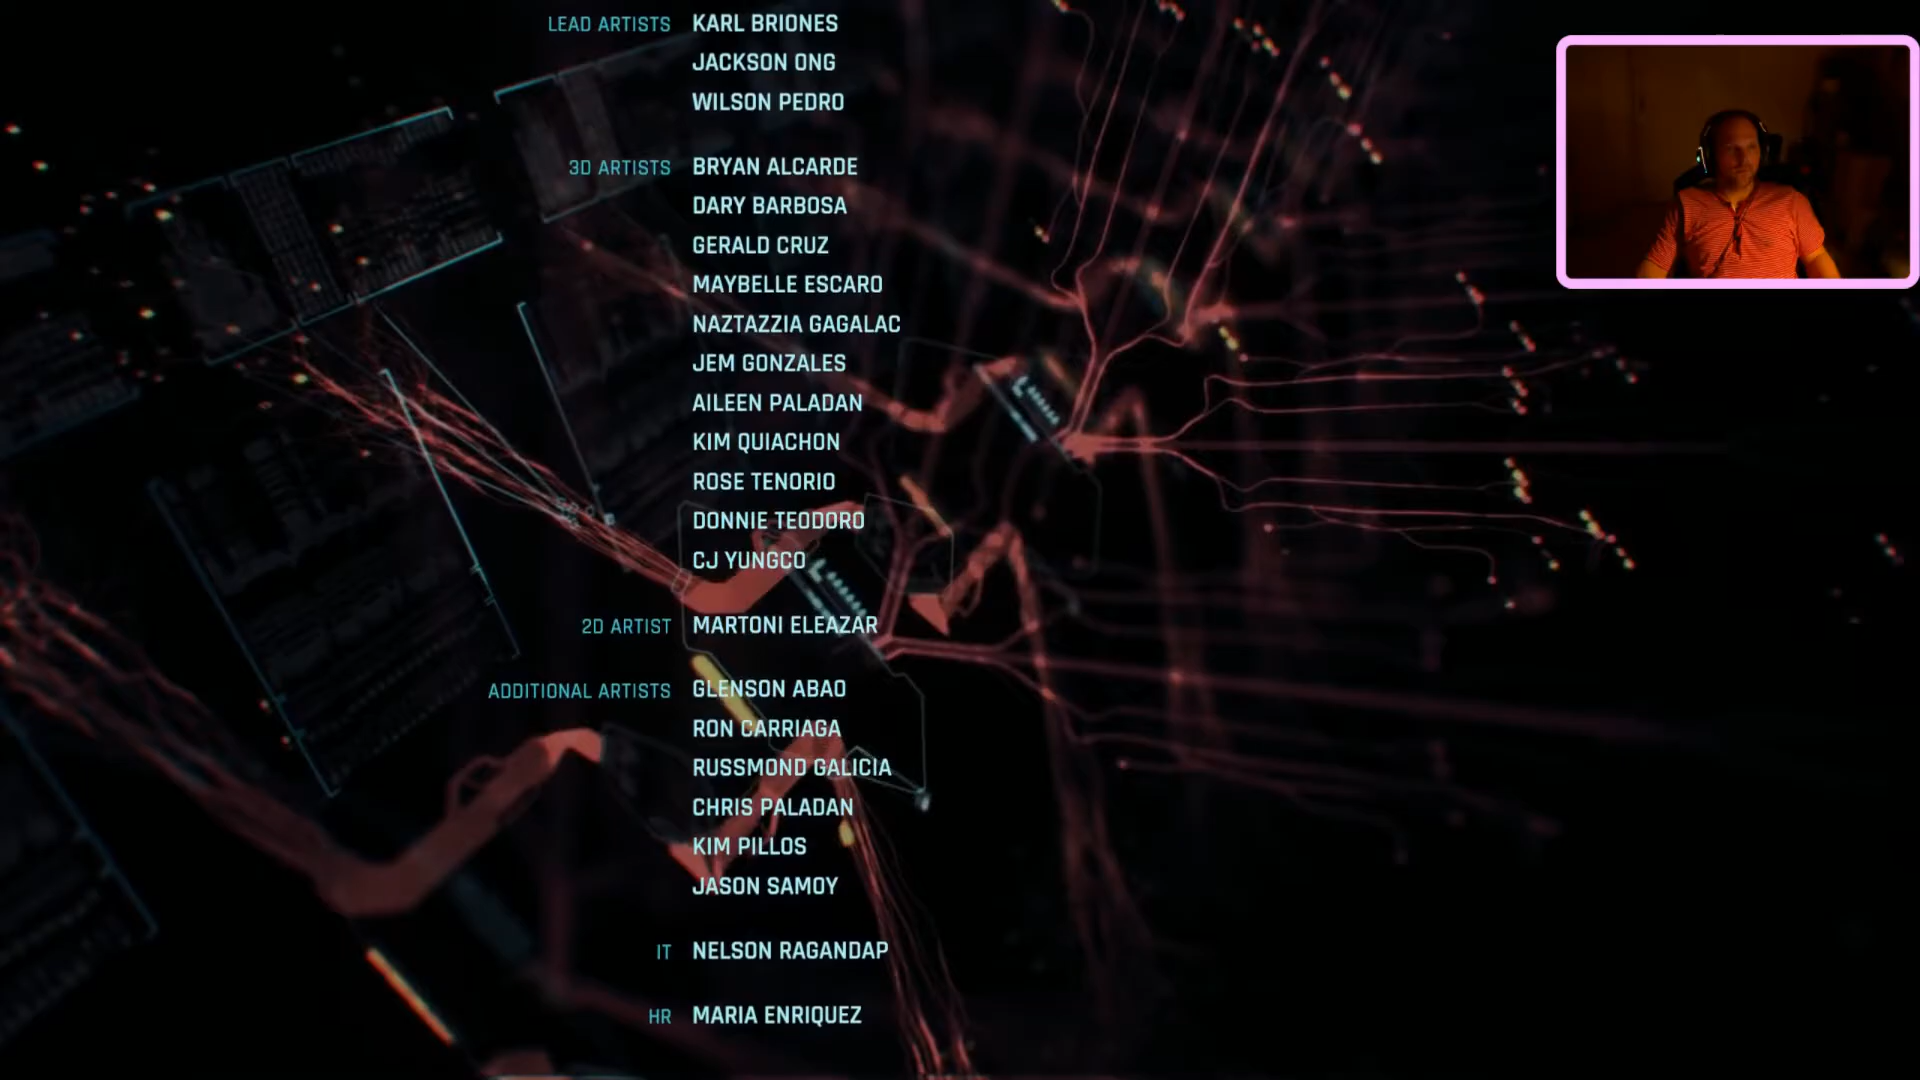 LEAD ARTISTS KARL BRIONES
JACKSON ONG
WILSON PEDRO
3D ARTISTS BRYAN ALCARDE
DARY BARBOSA
GERALD CRUZ
MAYBELLE ESCARO
NAZTAZZIA GAGALAC
JEM GONZALES
AILEEN PALADAN
KIM QUIACHON
ROSE TENORIO
DONNIE TEODORO
CJ YUNGCO
2D ARTIST MARTONI ELEAZAR
ADDITIONAL ARTISTS GLENSON ABAO
RON CARRIAGA
RUSSMOND GALICIA
CHRIS PALADAN
KIM PILLOS
JASON SAMOY
IT NELSON RAGANDAP
HR MARIA ENRIQUEZ